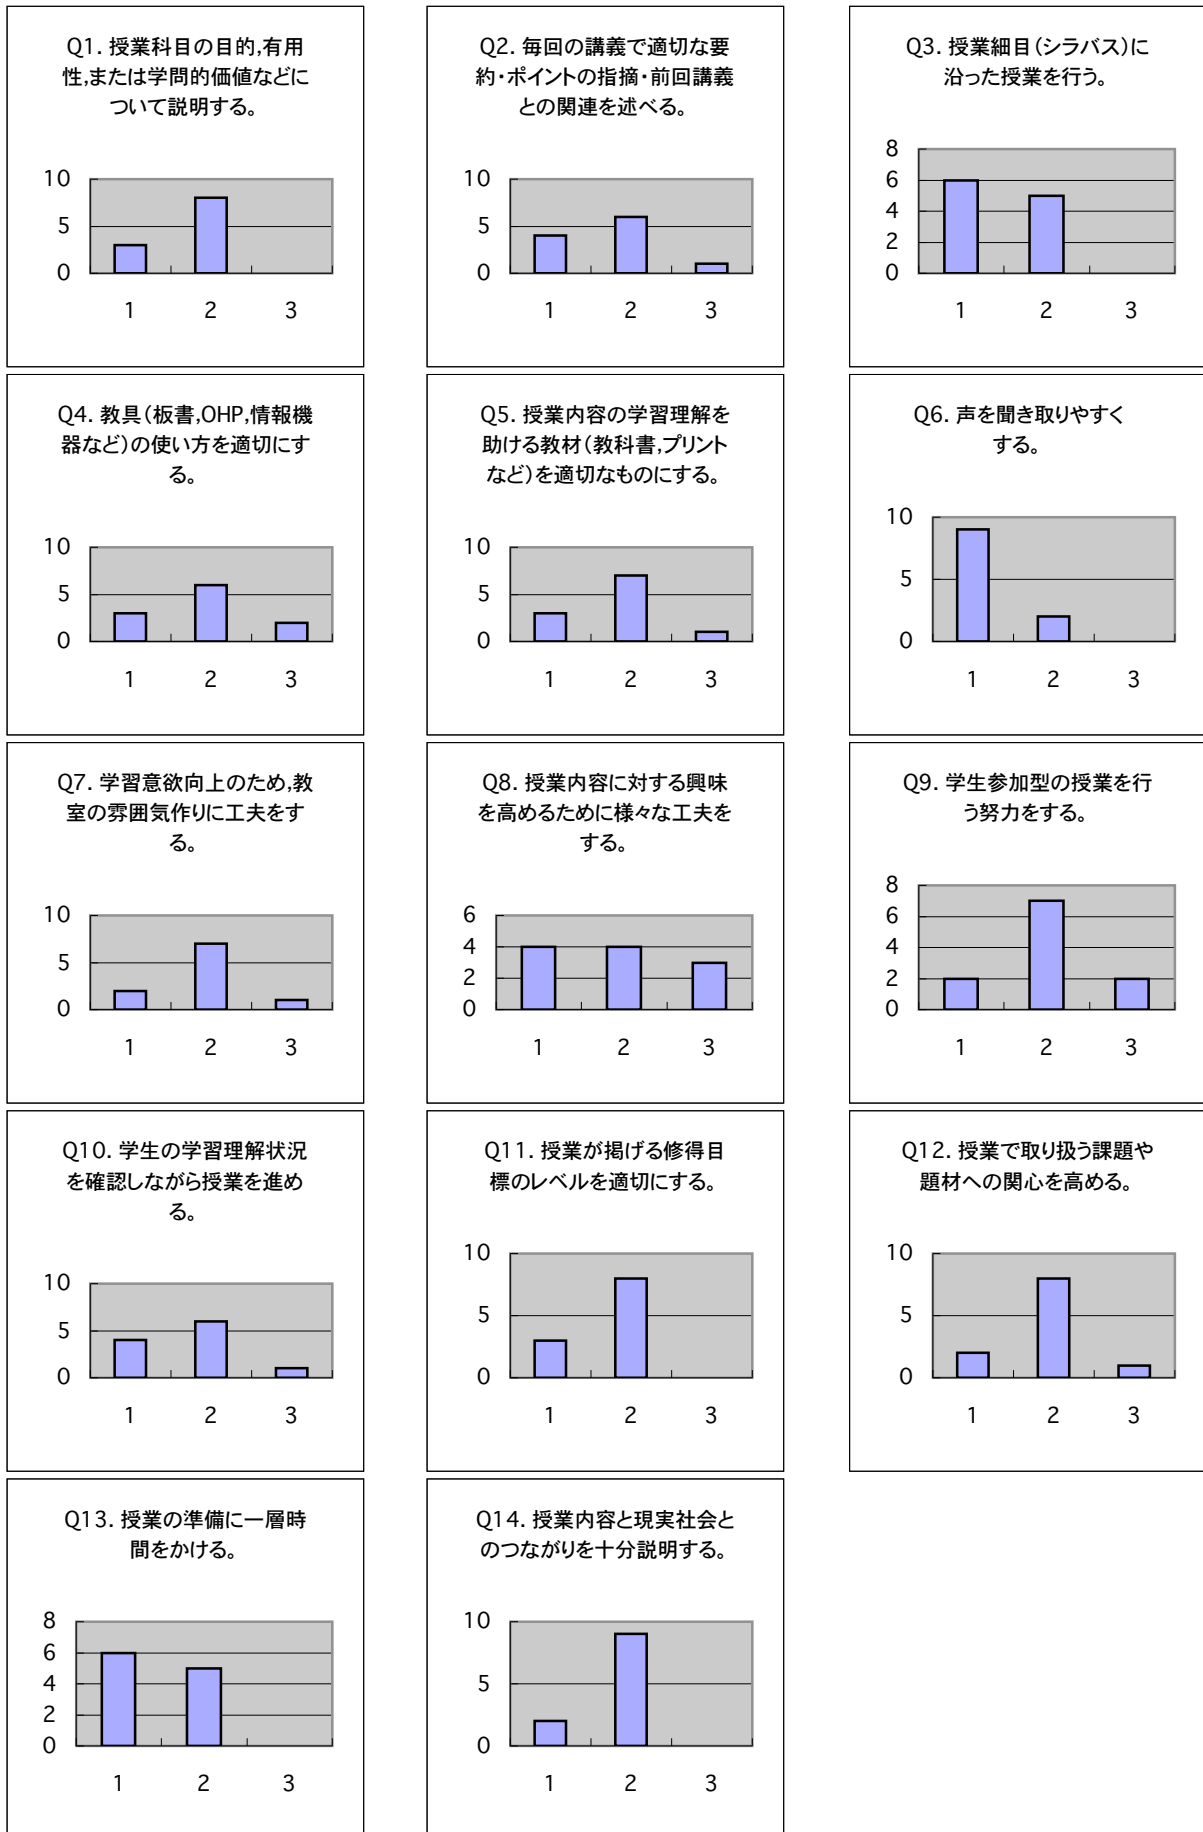 Q1. 授業科目の目的,有用
性,または学問的価値などに
ついて説明する。
10
5
0
1 2 3
Q2. 毎回の講義で適切な要
約・ポイントの指摘・前回講義
との関連を述べる。
10
5
0
1 2 3
Q3. 授業細目(シラバス)に
沿った授業を行う。
8
6
4
2
0
1 2 3
Q4. 教具(板書,OHP,情報機
器など)の使い方を適切にす
る。
10
5
0
1 2 3
Q5. 授業内容の学習理解を
助ける教材(教科書,プリント
など)を適切なものにする。
10
5
0
1 2 3
Q6. 声を聞き取りやすく
する。
10
5
0
1 2 3
Q7. 学習意欲向上のため,教
室の雰囲気作りに工夫をす
る。
10
5
0
1 2 3
Q8. 授業内容に対する興味
を高めるために様々な工夫を
する。
6
4
2
0
1 2 3
Q9. 学生参加型の授業を行
う努力をする。
8
6
4
2
0
1 2 3
Q10. 学生の学習理解状況
を確認しながら授業を進め
る。
10
5
0
1 2 3
Q11. 授業が掲げる修得目
標のレベルを適切にする。
10
5
0
1 2 3
Q12. 授業で取り扱う課題や
題材への関心を高める。
10
5
0
1 2 3
Q13. 授業の準備に一層時
間をかける。
8
6
4
2
0
1 2 3
Q14. 授業内容と現実社会と
のつながりを十分説明する。
10
5
0
1 2 3